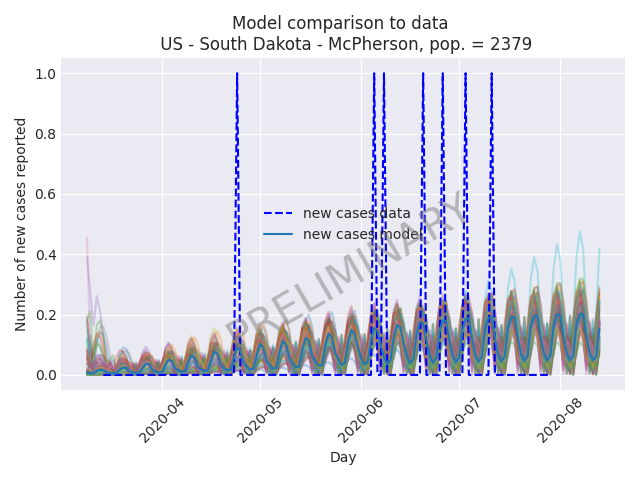 Model comparison to data
US - South Dakota - McPherson, pop. = 2379
1.0
0.8
0.6
0.4
0.2
0.0
Number of new cases reported
new cases data
new cases model
PRELIMINARY
2020-04
2020-05
2020-06
2020-07
2020-08
Day